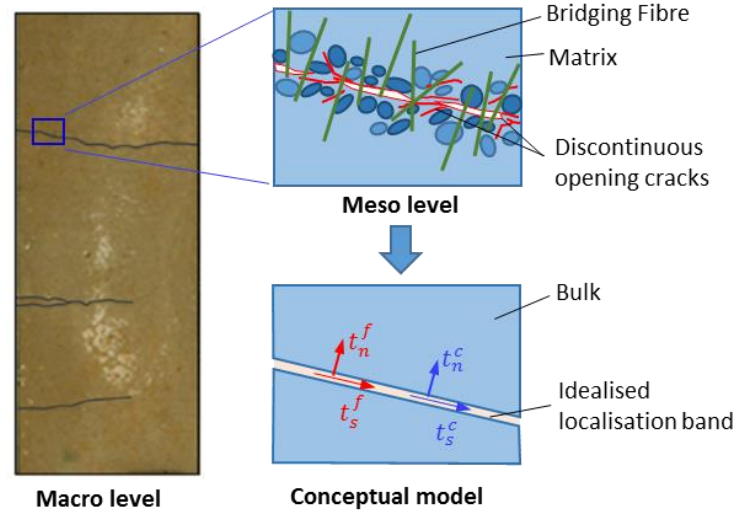 Bridging Fibre
Matrix
Discontinuous
opening cracks
Meso level
Bulk
t_n^f
t_s^f
t_n^c
t_s^c
Idealised
localisation band
Macro level
Conceptual model